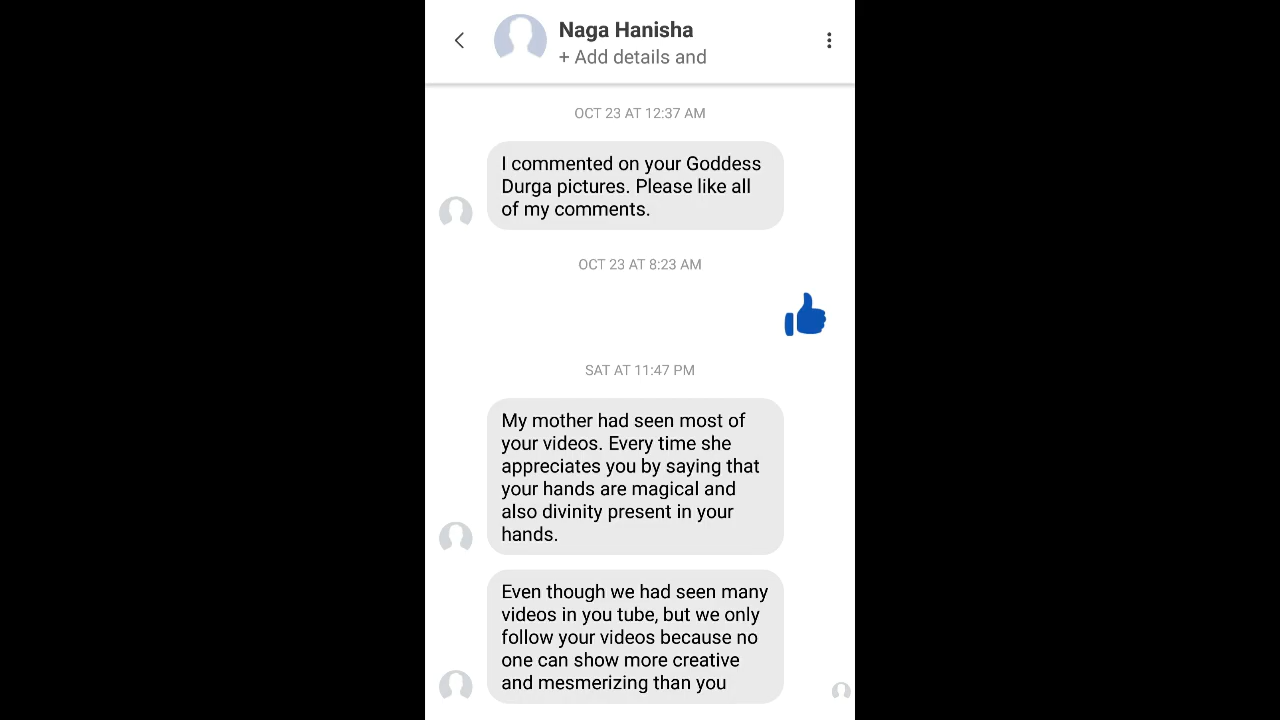 Naga Hanisha
+ Add details and
OCT 23 AT 12:37 AM
I commented on your Goddess
Durga pictures. Please like all
of my comments.
OCT 23 AT 8:23 AM
SAT AT 11:47 PM
My mother had seen most of
your videos. Every time she
appreciates you by saying that
your hands are magical and
also divinity present in your
hands.
Even though we had seen many
videos in you tube, but we only
follow your videos because no
one can show more creative
and mesmerizing than you